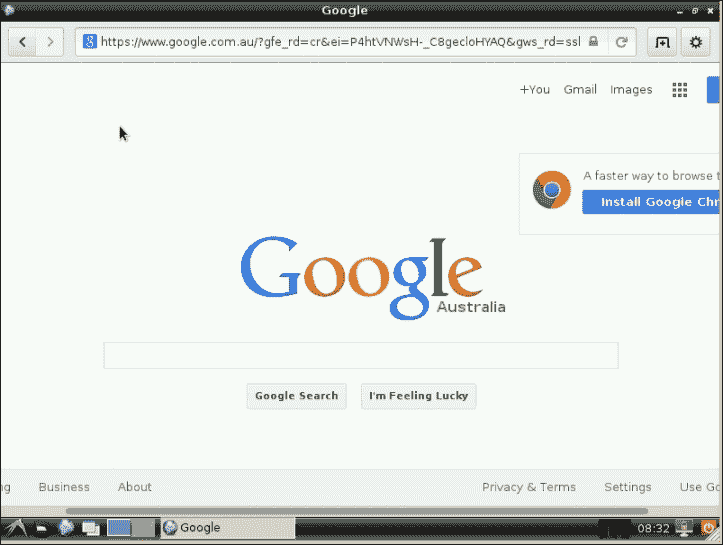 Google
https://www.google.com.au/?gfe_rd=cr&ei=P4htVNWsH-_C8gecloHYAQ&gws_rd=ssl
+You Gmail Images
A faster way to browse t
Install Google Chr
Google
Australia
Google Search I'm Feeling Lucky
ng Business About Privacy & Terms Settings Use Go
Google 08:32